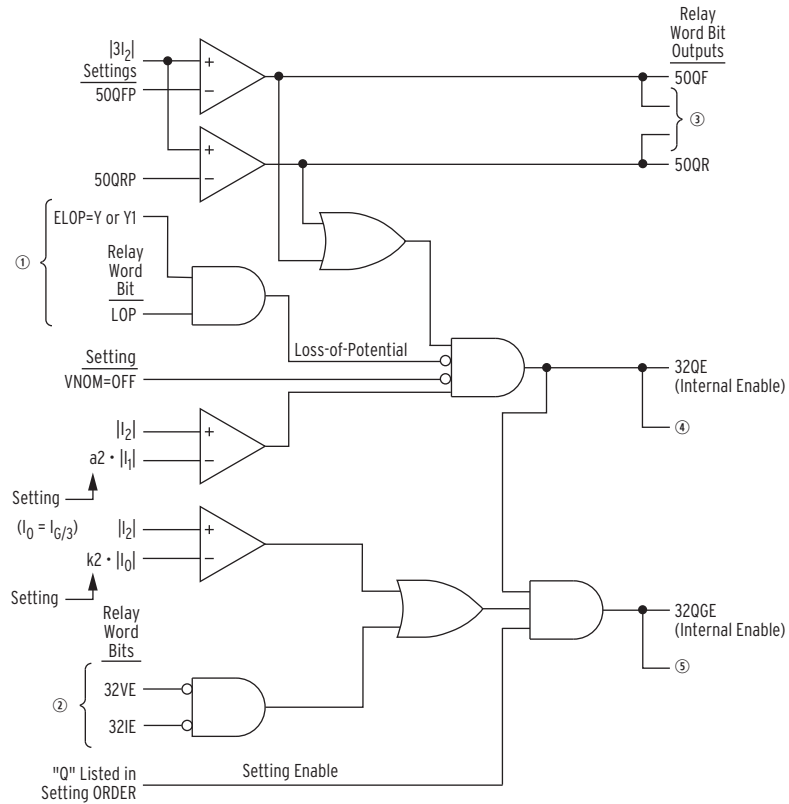 Relay
Word Bit
Outputs
|3I₂|
Settings
50QFP
+
−
50QF
③
+
50QRP
−
50QR
①
ELOP=Y or Y1
Relay
Word
Bit
LOP
Loss-of-Potential
Setting
VNOM=OFF
32QE
(Internal Enable)
④
|I₂|
+
a2 • |I₁|
−
Setting
(I₀ = I_G/3)
|I₂|
+
k2 • |I₀|
−
Setting
32QGE
(Internal Enable)
⑤
Relay
Word
Bits
②
32VE
32IE
"Q" Listed in
Setting ORDER
Setting Enable